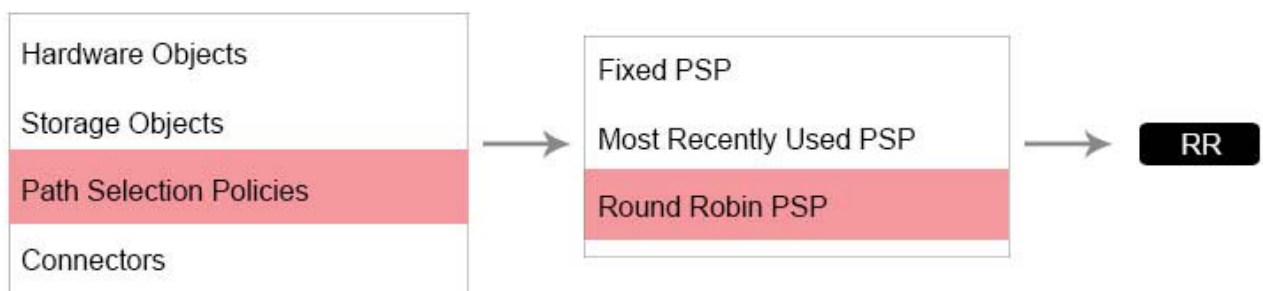 Hardware Objects
Storage Objects
Path Selection Policies
Connectors
Fixed PSP
Most Recently Used PSP
Round Robin PSP
RR